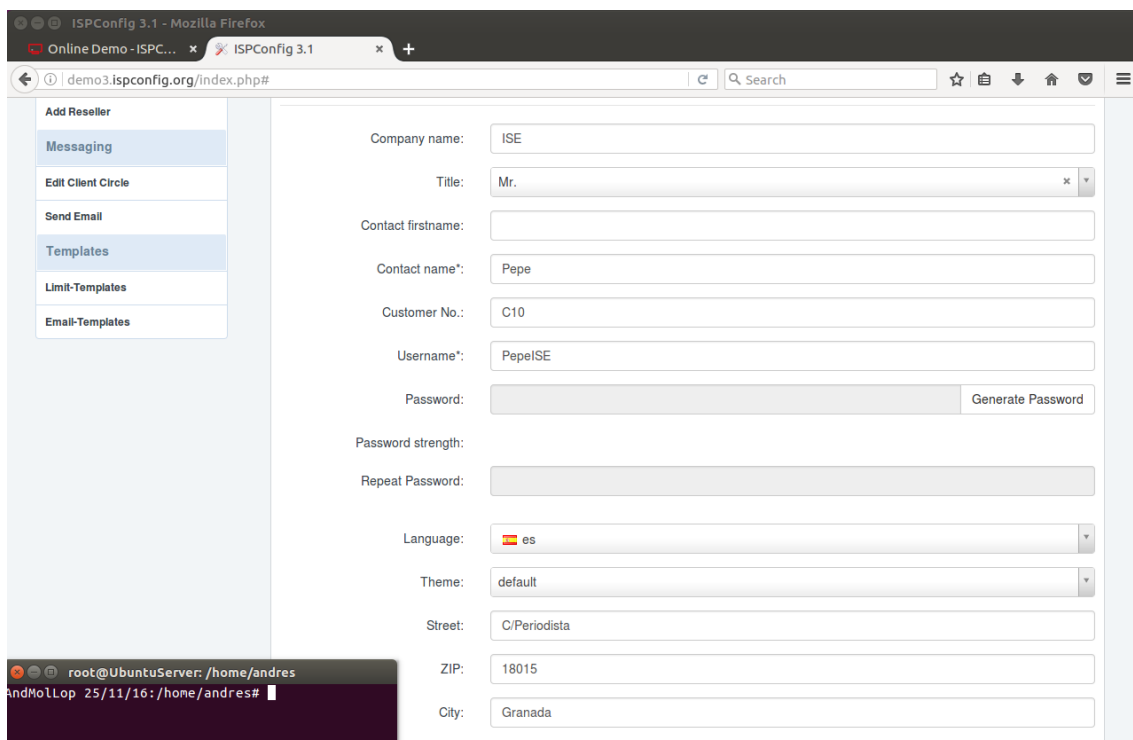 ISPConfig 3.1 - Mozilla Firefox
Online Demo - ISPC... × ISPConfig 3.1 × +
demo3.ispconfig.org/index.php# Search
Add Reseller
Messaging
Edit Client Circle
Send Email
Templates
Limit-Templates
Email-Templates
Company name: ISE
Title: Mr. ×
Contact firstname:
Contact name*: Pepe
Customer No.: C10
Username*: PepeISE
Password: Generate Password
Password strength:
Repeat Password:
Language: es
Theme: default
Street: C/Periodista
ZIP: 18015
City: Granada
root@UbuntuServer: /home/andres
AndMolLop 25/11/16:/home/andres#